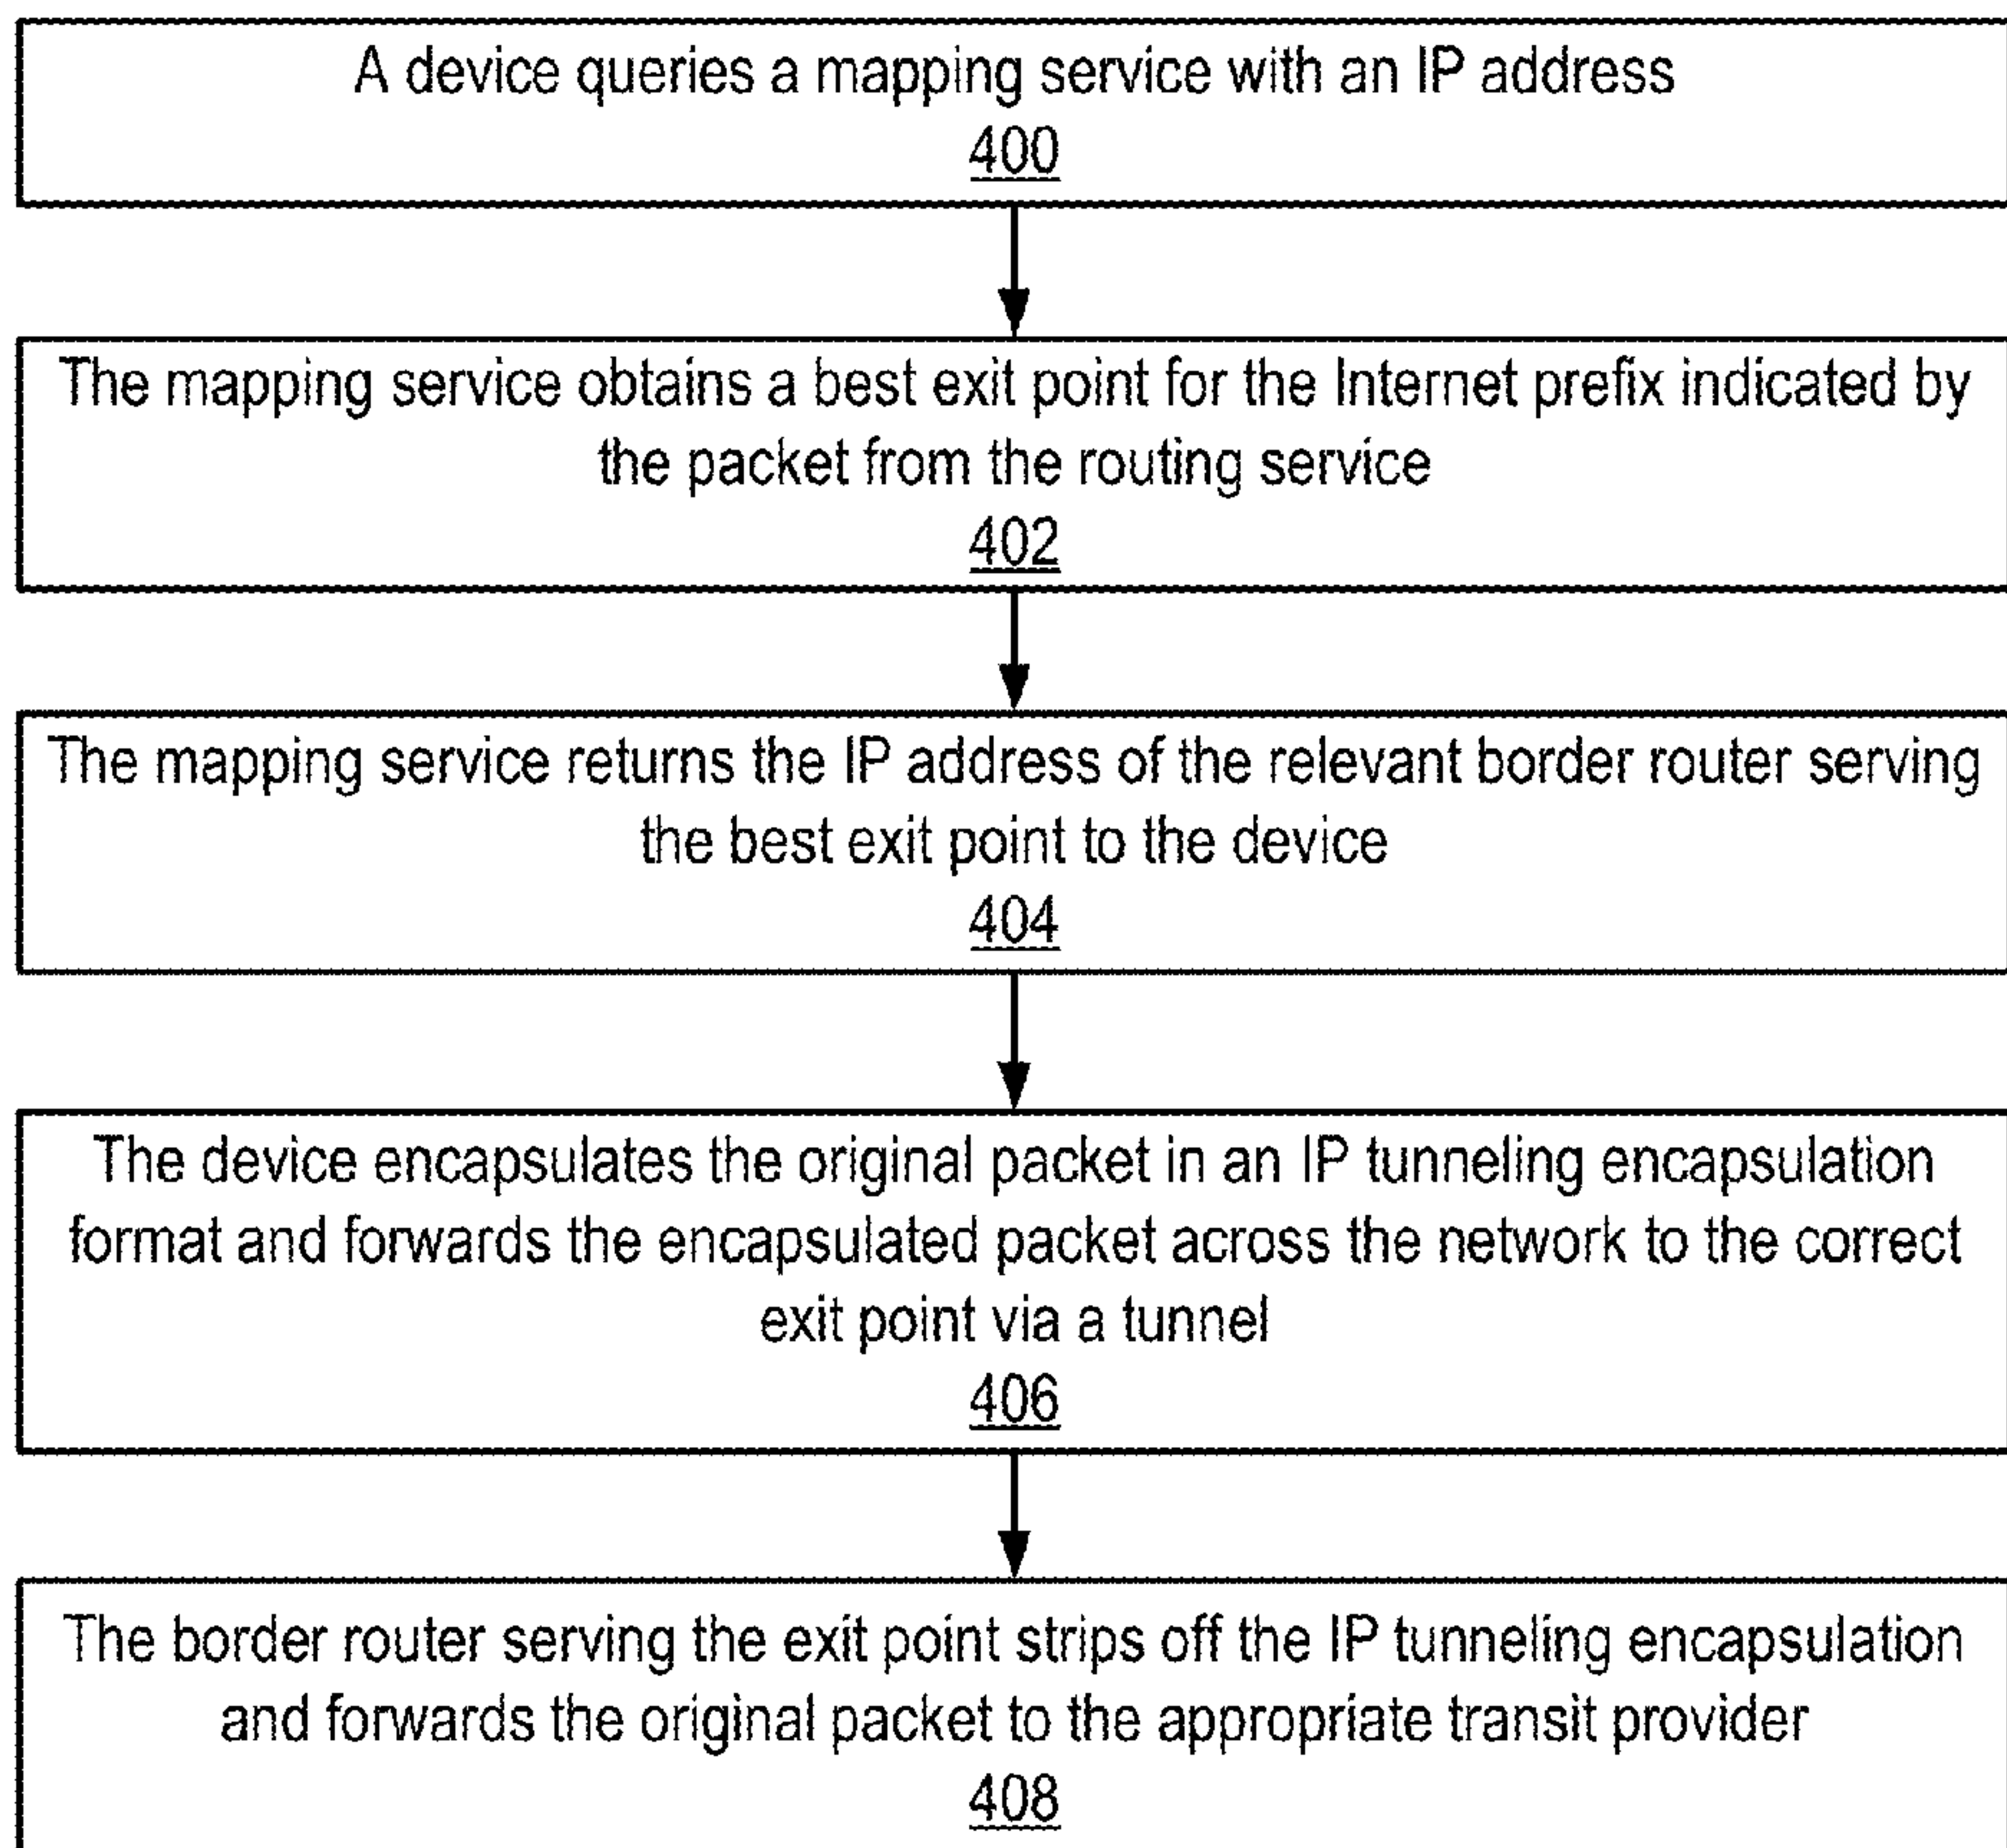 A device queries a mapping service with an IP address
400
The mapping service obtains a best exit point for the Internet prefix indicated by
the packet from the routing service
402
The mapping service returns the IP address of the relevant border router serving
the best exit point to the device
404
The device encapsulates the original packet in an IP tunneling encapsulation
format and forwards the encapsulated packet across the network to the correct
exit point via a tunnel
406
The border router serving the exit point strips off the IP tunneling encapsulation
and forwards the original packet to the appropriate transit provider
408